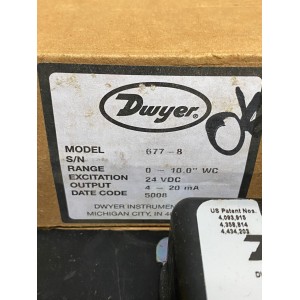 Dwyer
OK
MODEL 677-8
S/N
RANGE 0 - 10.0" WC
EXCITATION 24 VDC
OUTPUT 4 - 20 mA
DATE CODE 5008
DWYER INSTRUMEN
MICHIGAN CITY, IN 4
US Patent Nos.
4,093,915
4,358,814
4,434,203
D